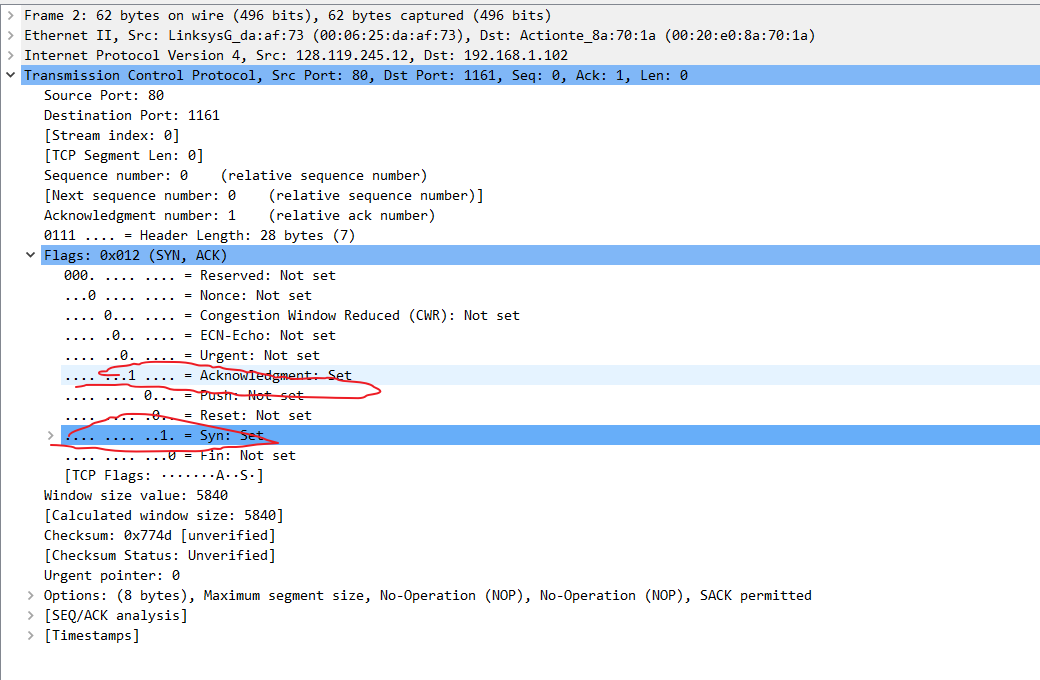 Frame 2: 62 bytes on wire (496 bits), 62 bytes captured (496 bits)
Ethernet II, Src: LinksysG_da:af:73 (00:06:25:da:af:73), Dst: Actionte_8a:70:1a (00:20:e0:8a:70:1a)
Internet Protocol Version 4, Src: 128.119.245.12, Dst: 192.168.1.102
Transmission Control Protocol, Src Port: 80, Dst Port: 1161, Seq: 0, Ack: 1, Len: 0
Source Port: 80
Destination Port: 1161
[Stream index: 0]
[TCP Segment Len: 0]
Sequence number: 0    (relative sequence number)
[Next sequence number: 0    (relative sequence number)]
Acknowledgment number: 1    (relative ack number)
0111 .... = Header Length: 28 bytes (7)
Flags: 0x012 (SYN, ACK)
000. .... .... = Reserved: Not set
...0 .... .... = Nonce: Not set
.... 0... .... = Congestion Window Reduced (CWR): Not set
.... .0.. .... = ECN-Echo: Not set
.... ..0. .... = Urgent: Not set
.... ...1 .... = Acknowledgment: Set
.... .... 0... = Push: Not set
.... .... .0.. = Reset: Not set
.... .... ..1. = Syn: Set
.... .... ...0 = Fin: Not set
[TCP Flags: ·······A··S·]
Window size value: 5840
[Calculated window size: 5840]
Checksum: 0x774d [unverified]
[Checksum Status: Unverified]
Urgent pointer: 0
Options: (8 bytes), Maximum segment size, No-Operation (NOP), No-Operation (NOP), SACK permitted
[SEQ/ACK analysis]
[Timestamps]